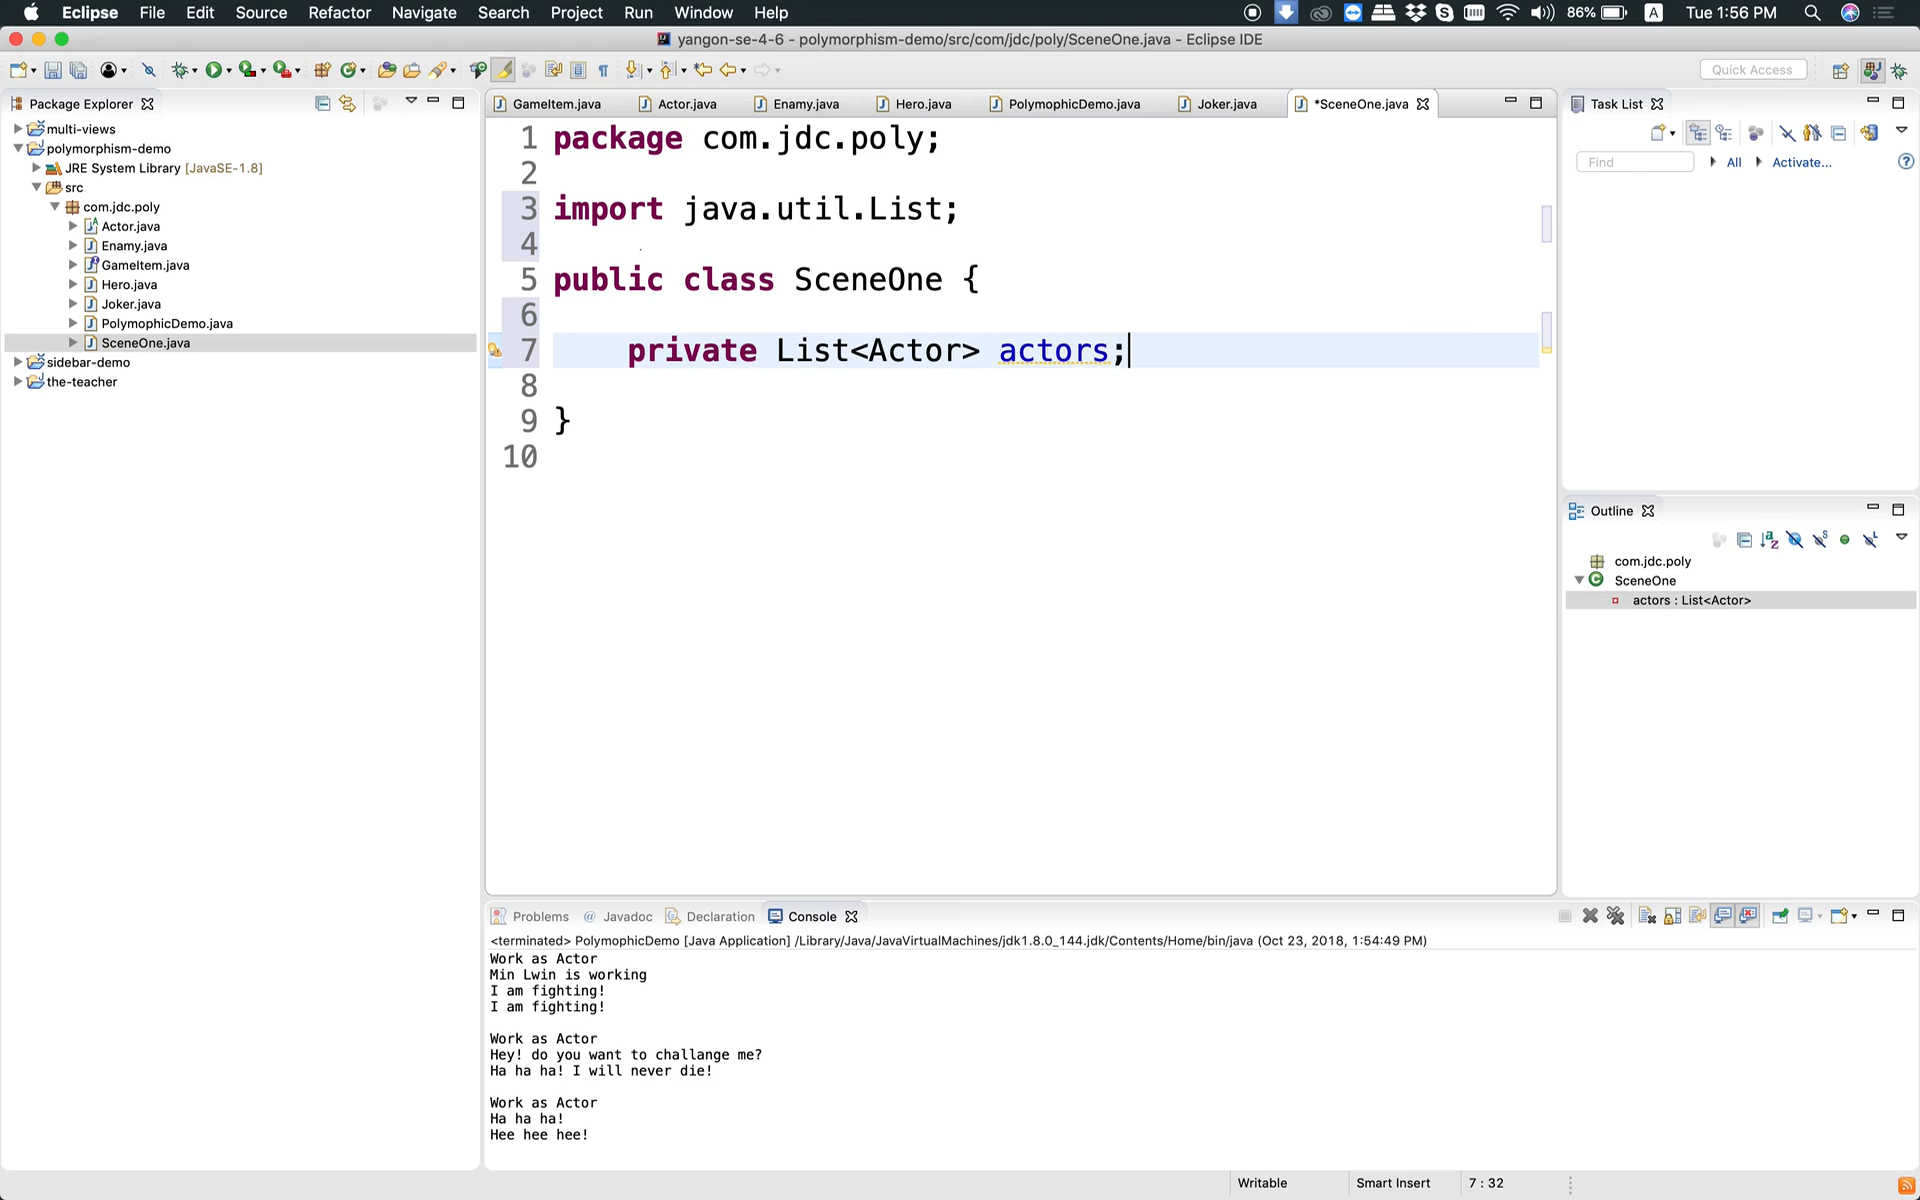 Eclipse File Edit Source Refactor Navigate Search Project Run Window Help 86% A Tue 1:56 PM
yangon-se-4-6 - polymorphism-demo/src/com/jdc/poly/SceneOne.java - Eclipse IDE
Quick Access
Package Explorer
multi-views
polymorphism-demo
JRE System Library [JavaSE-1.8]
src
com.jdc.poly
Actor.java
Enamy.java
GameItem.java
Hero.java
Joker.java
PolymophicDemo.java
SceneOne.java
sidebar-demo
the-teacher
GameItem.java Actor.java Enamy.java Hero.java PolymophicDemo.java Joker.java *SceneOne.java
1 package com.jdc.poly;
2
3 import java.util.List;
4
5 public class SceneOne {
6
7 private List<Actor> actors;
8
9 }
10
Task List
Find All Activate...
Outline
com.jdc.poly
SceneOne
actors : List<Actor>
Problems @ Javadoc Declaration Console
<terminated> PolymophicDemo [Java Application] /Library/Java/JavaVirtualMachines/jdk1.8.0_144.jdk/Contents/Home/bin/java (Oct 23, 2018, 1:54:49 PM)
Work as Actor
Min Lwin is working
I am fighting!
I am fighting!
Work as Actor
Hey! do you want to challange me?
Ha ha ha! I will never die!
Work as Actor
Ha ha ha!
Hee hee hee!
Writable Smart Insert 7 : 32